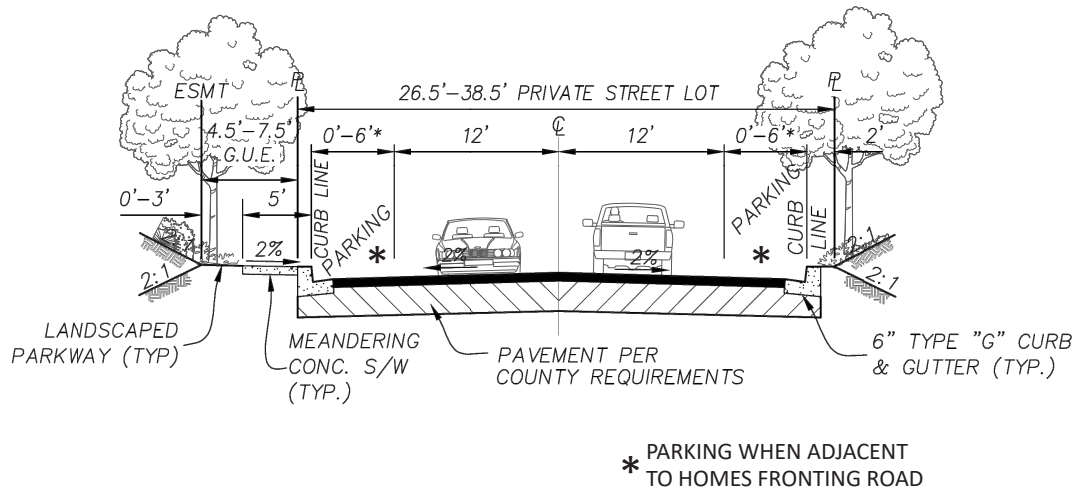 ESMT
P̲L
P̲L
26.5'–38.5' PRIVATE STREET LOT
4.5'–7.5'
G.U.E.
0'–6'*
12'
℄
12'
0'–6'*
2'
0'–3'
5'
CURB LINE
PARKING
*
PARKING
*
CURB
LINE
2:1
2:1
2%
2%
2%
2:1
2:1
LANDSCAPED
PARKWAY (TYP)
MEANDERING
CONC. S/W
(TYP.)
PAVEMENT PER
COUNTY REQUIREMENTS
6" TYPE "G" CURB
& GUTTER (TYP.)
* PARKING WHEN ADJACENT
TO HOMES FRONTING ROAD